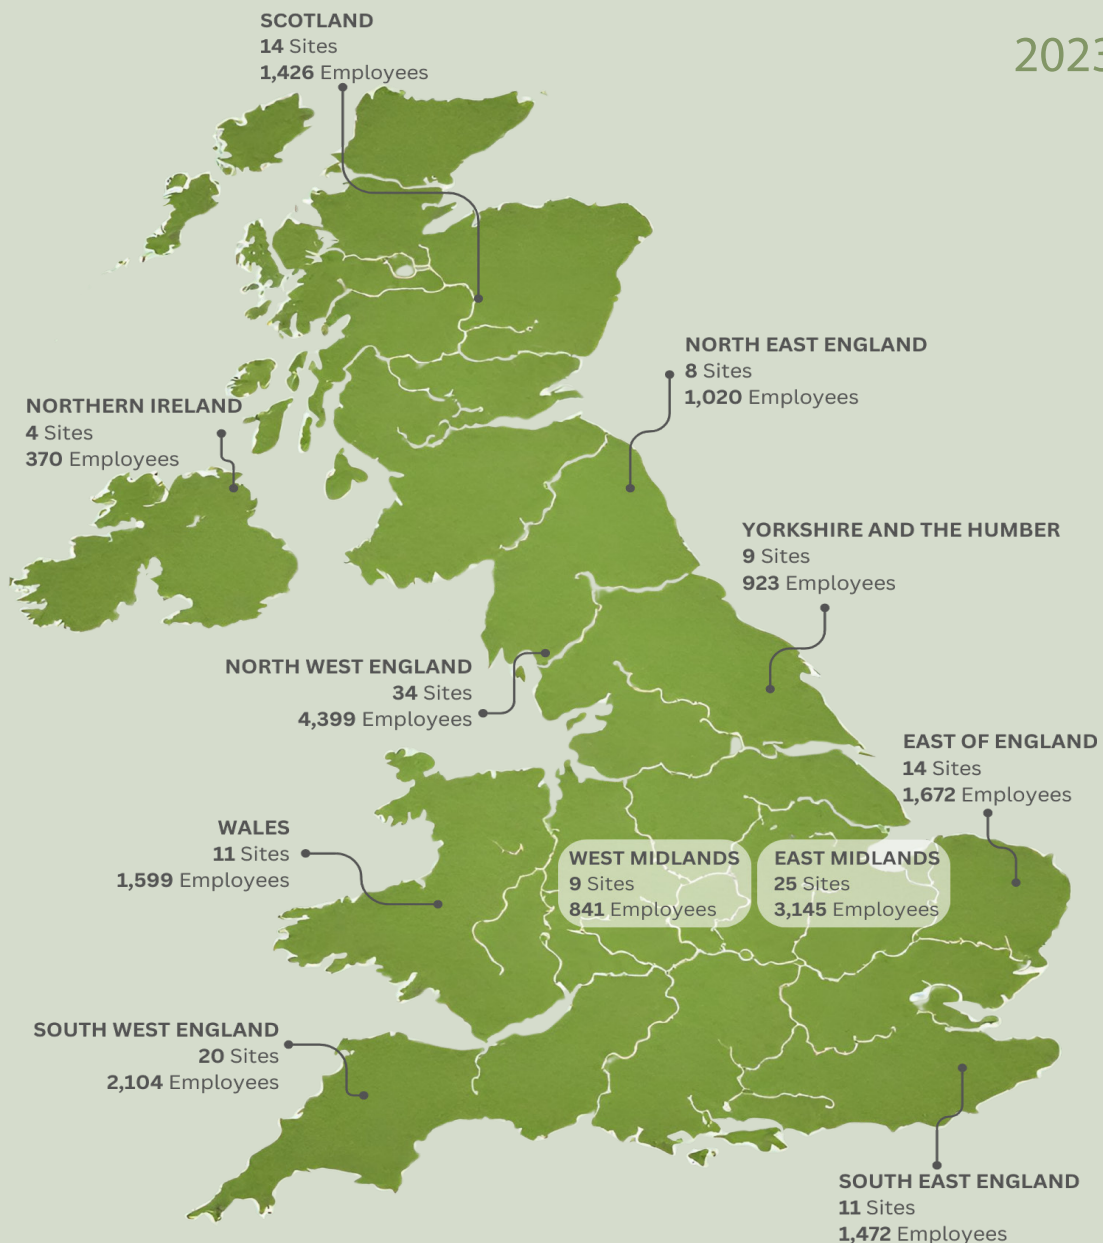 SCOTLAND
14 Sites
1,426 Employees
2023
NORTH EAST ENGLAND
8 Sites
1,020 Employees
NORTHERN IRELAND
4 Sites
370 Employees
YORKSHIRE AND THE HUMBER
9 Sites
923 Employees
NORTH WEST ENGLAND
34 Sites
4,399 Employees
EAST OF ENGLAND
14 Sites
1,672 Employees
WALES
11 Sites
1,599 Employees
WEST MIDLANDS
9 Sites
841 Employees
EAST MIDLANDS
25 Sites
3,145 Employees
SOUTH WEST ENGLAND
20 Sites
2,104 Employees
SOUTH EAST ENGLAND
11 Sites
1,472 Employees